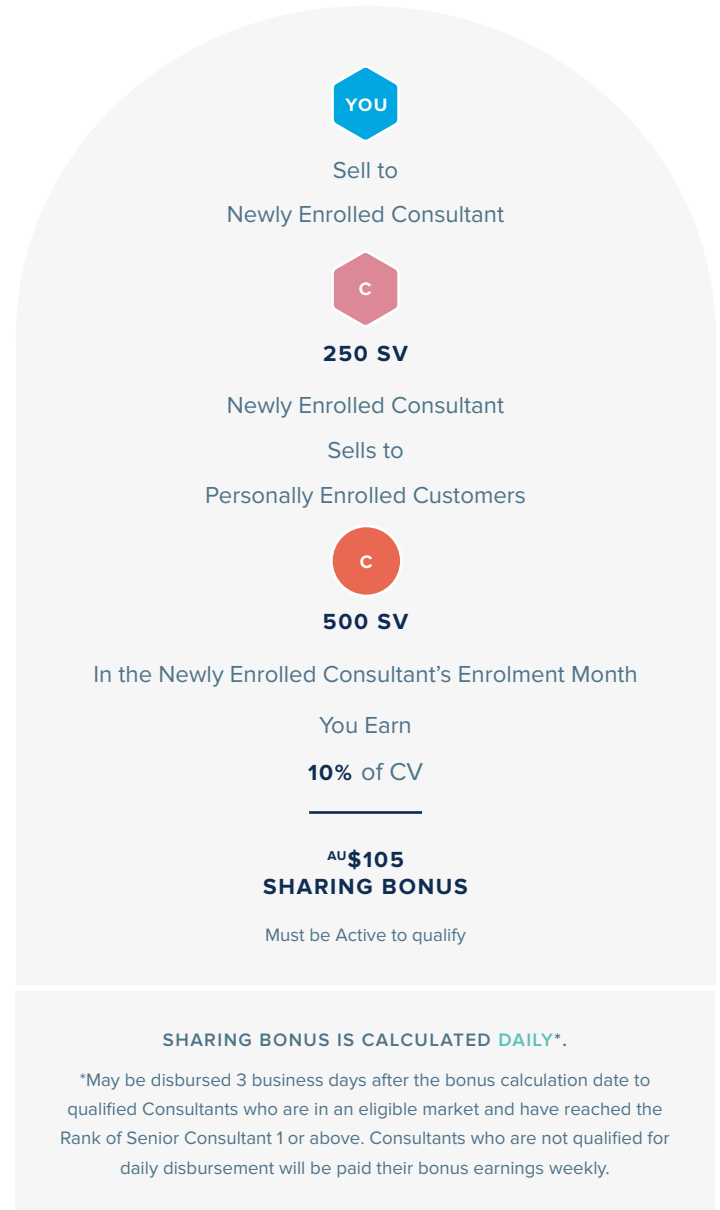 YOU
Sell to
Newly Enrolled Consultant
C
250 SV
Newly Enrolled Consultant
Sells to
Personally Enrolled Customers
C
500 SV
In the Newly Enrolled Consultant’s Enrolment Month
You Earn
10% of CV
AU$105
SHARING BONUS
Must be Active to qualify
SHARING BONUS IS CALCULATED DAILY*.
*May be disbursed 3 business days after the bonus calculation date to
qualified Consultants who are in an eligible market and have reached the
Rank of Senior Consultant 1 or above. Consultants who are not qualified for
daily disbursement will be paid their bonus earnings weekly.